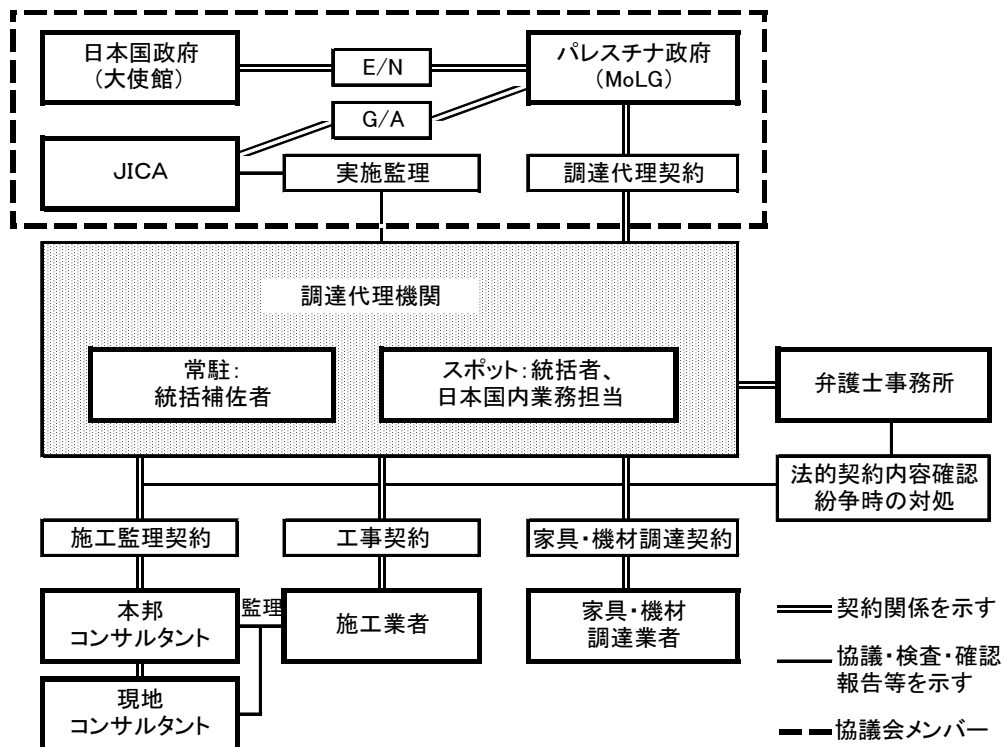 日本国政府
（大使館）
E/N
パレスチナ政府
（MoLG）
G/A
JICA
実施監理
調達代理契約
調達代理機関
常駐：
統括補佐者
スポット：統括者、
日本国内業務担当
弁護士事務所
法的契約内容確認
紛争時の対処
施工監理契約
工事契約
家具・機材調達契約
本邦
コンサルタント
監理
施工業者
家具・機材
調達業者
現地
コンサルタント
契約関係を示す
協議・検査・確認
報告等を示す
協議会メンバー